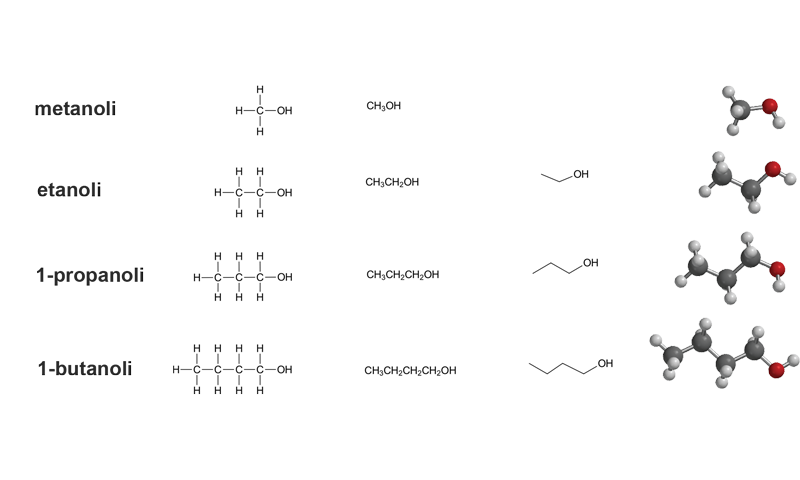 metanoli
H
H—C—OH
H
CH₃OH
etanoli
H H
H—C—C—OH
H H
CH₃CH₂OH
OH
1-propanoli
H H H
H—C—C—C—OH
H H H
CH₃CH₂CH₂OH
OH
1-butanoli
H H H H
H—C—C—C—C—OH
H H H H
CH₃CH₂CH₂CH₂OH
OH